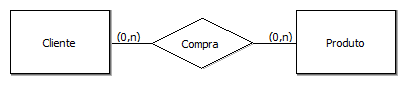 Cliente
(0,n)
Compra
(0,n)
Produto